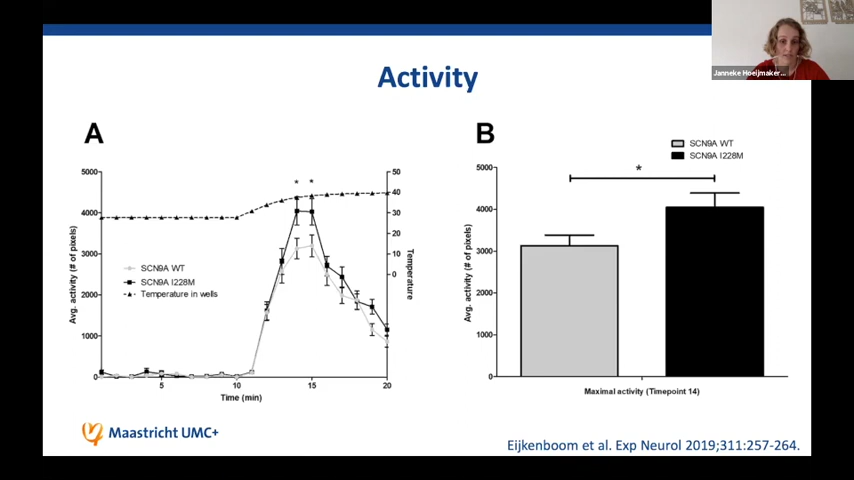 Janneke Hoeijmaker...
Activity
A
B
SCN9A WT
SCN9A I228M
5000
4000
3000
2000
1000
0
50
40
30
20
10
0
* *
Avg. activity (# of pixels)
Temperature
SCN9A WT
SCN9A I228M
Temperature in wells
5
10
15
20
Time (min)
5000
4000
3000
2000
1000
0
*
Avg. activity (# of pixels)
Maximal activity (Timepoint 14)
Maastricht UMC+
Eijkenboom et al. Exp Neurol 2019;311:257-264.